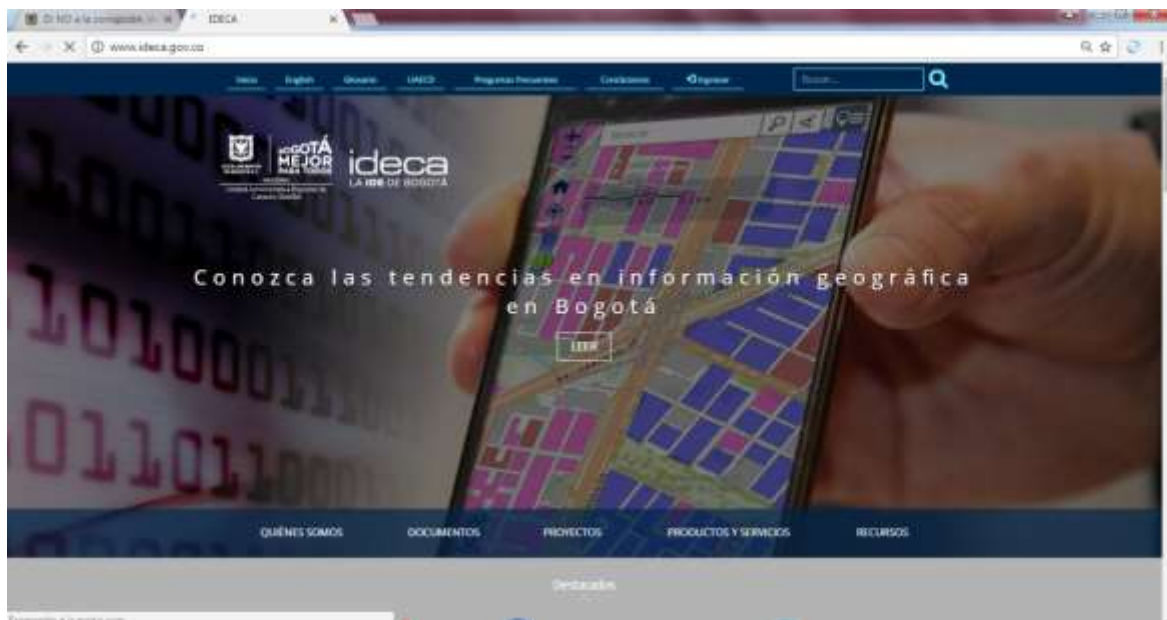 IDECA
www.ideca.gov.co
Inicio English Glosario UAECD Preguntas Frecuentes Condiciones Ingresar
Buscar...
BOGOTÁ
MEJOR
PARA TODOS
ideca
LA IDE DE BOGOTÁ
Conozca las tendencias en información geográfica
en Bogotá
LEER
QUIÉNES SOMOS DOCUMENTOS PROYECTOS PRODUCTOS Y SERVICIOS RECURSOS
Destacados